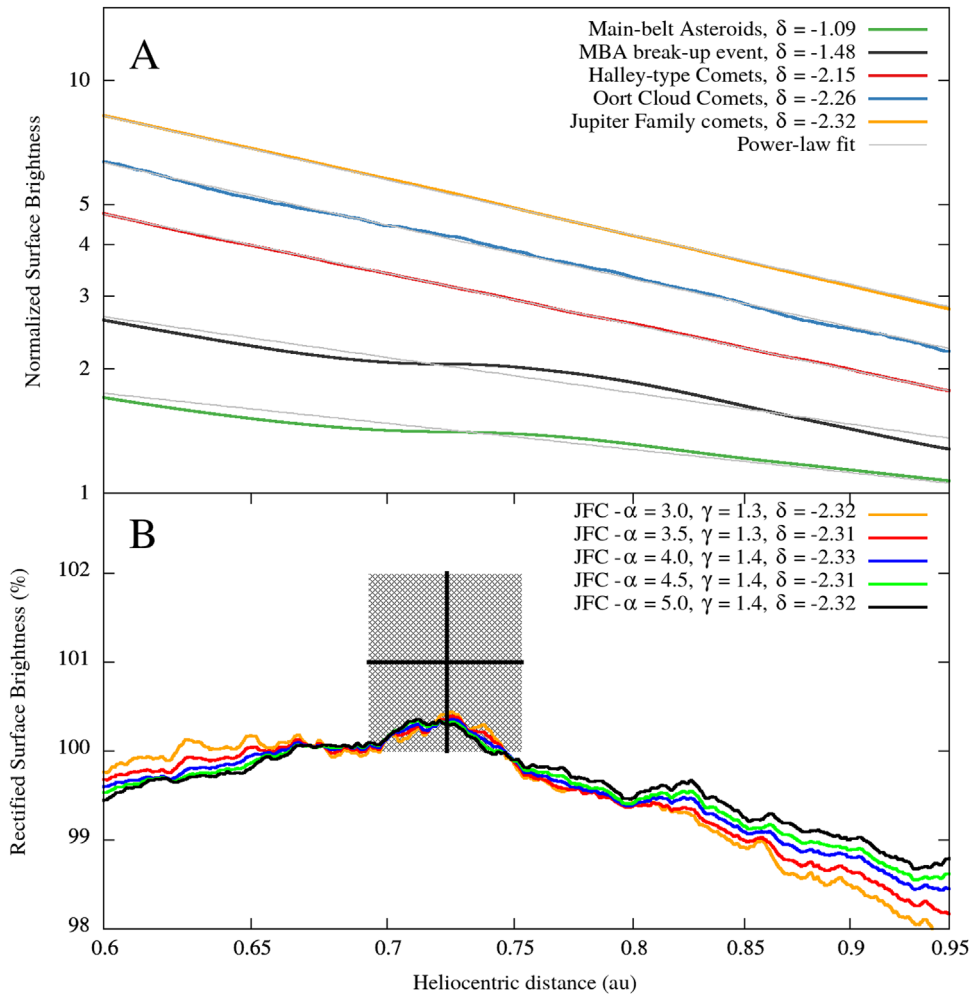 A
Main-belt Asteroids, δ = -1.09
MBA break-up event, δ = -1.48
Halley-type Comets, δ = -2.15
Oort Cloud Comets, δ = -2.26
Jupiter Family comets, δ = -2.32
Power-law fit
Normalized Surface Brightness
10
5
4
3
2
1
B
JFC - α = 3.0, γ = 1.3, δ = -2.32
JFC - α = 3.5, γ = 1.3, δ = -2.31
JFC - α = 4.0, γ = 1.4, δ = -2.33
JFC - α = 4.5, γ = 1.4, δ = -2.31
JFC - α = 5.0, γ = 1.4, δ = -2.32
Rectified Surface Brightness (%)
102
101
100
99
98
0.6 0.65 0.7 0.75 0.8 0.85 0.9 0.95
Heliocentric distance (au)